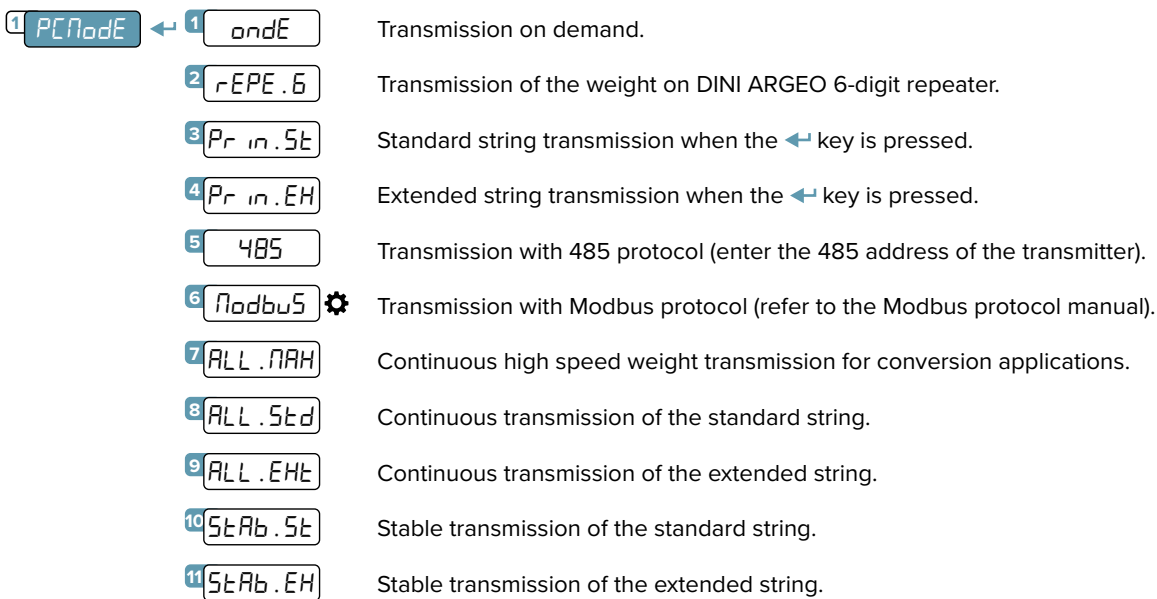 1 PCModE 1 ondE Transmission on demand.
2 rEPE.6 Transmission of the weight on DINI ARGEO 6-digit repeater.
3 Prin.St Standard string transmission when the key is pressed.
4 Prin.EH Extended string transmission when the key is pressed.
5 485 Transmission with 485 protocol (enter the 485 address of the transmitter).
6 ModbuS Transmission with Modbus protocol (refer to the Modbus protocol manual).
7 ALL.MAH Continuous high speed weight transmission for conversion applications.
8 ALL.Std Continuous transmission of the standard string.
9 ALL.EHt Continuous transmission of the extended string.
10 StAb.St Stable transmission of the standard string.
11 StAb.EH Stable transmission of the extended string.